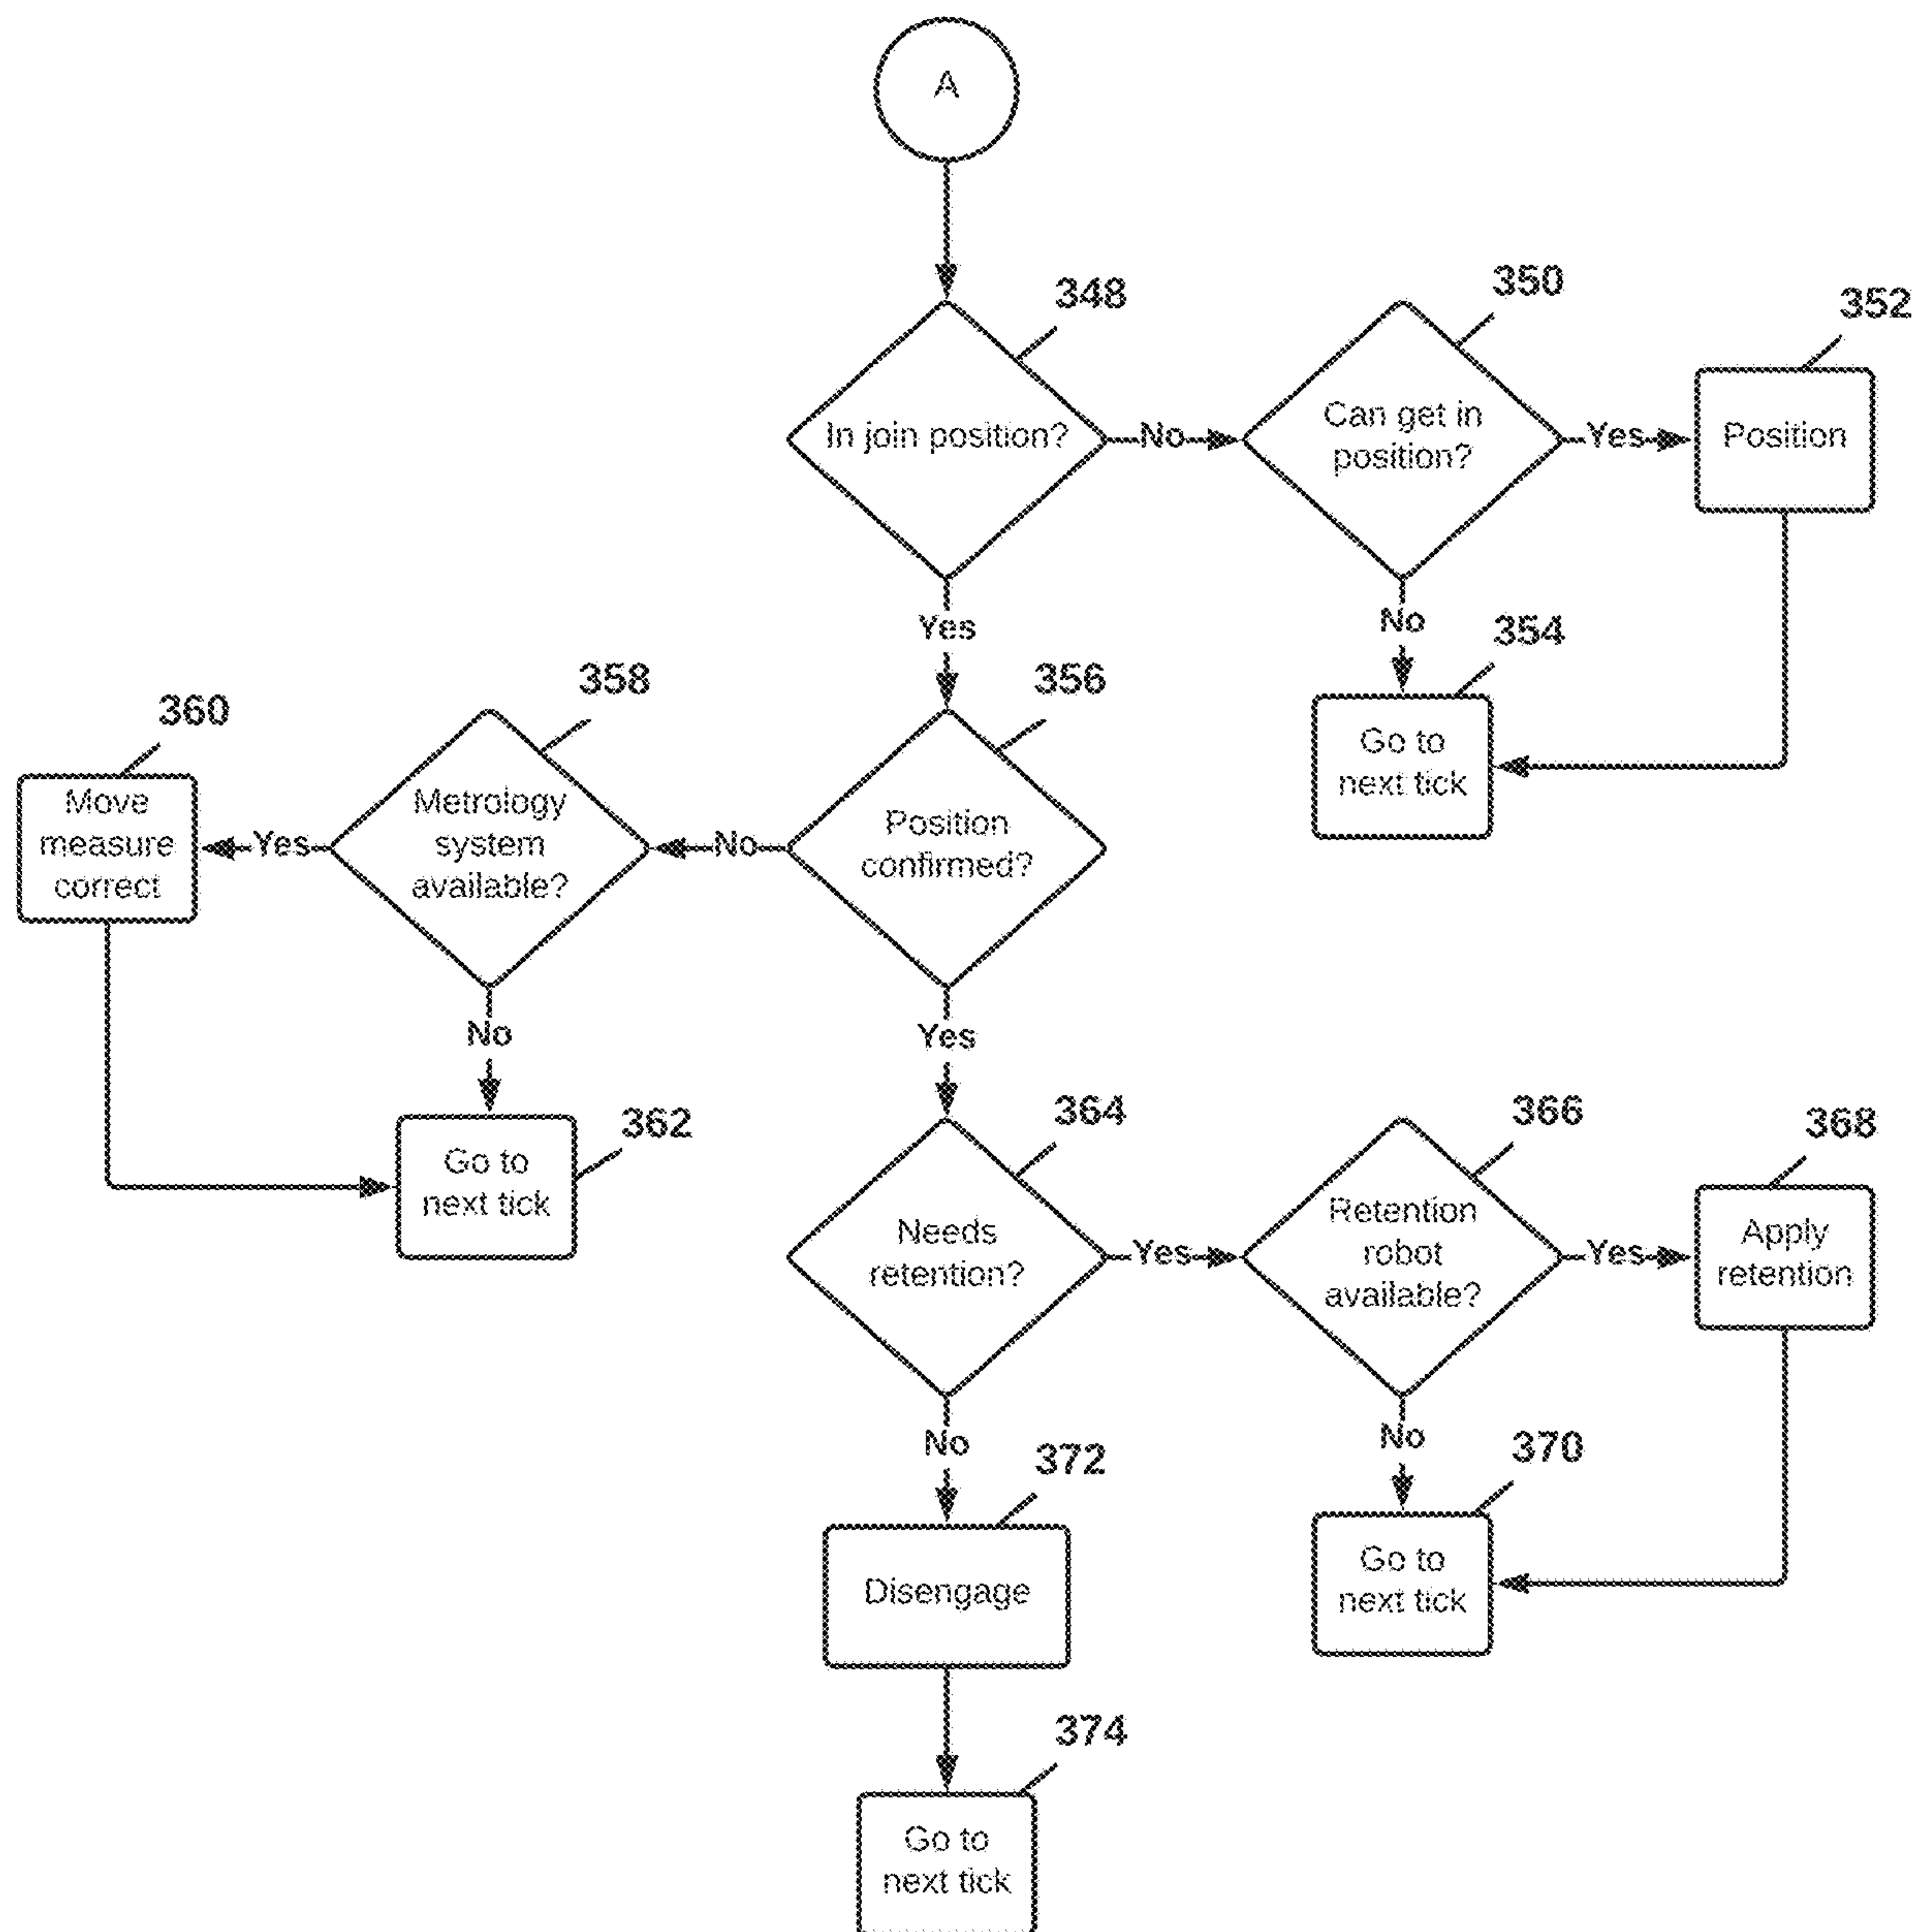 A
348
350
352
In join position?
No
Can get in
position?
Yes
Position
Yes
No
354
Go to
next tick
360
358
356
Move
measure
correct
Yes
Metrology
system
available?
No
Position
confirmed?
No
Yes
362
Go to
next tick
364
366
368
Needs
retention?
Yes
Retention
robot
available?
Yes
Apply
retention
No
No
372
370
Disengage
Go to
next tick
374
Go to
next tick